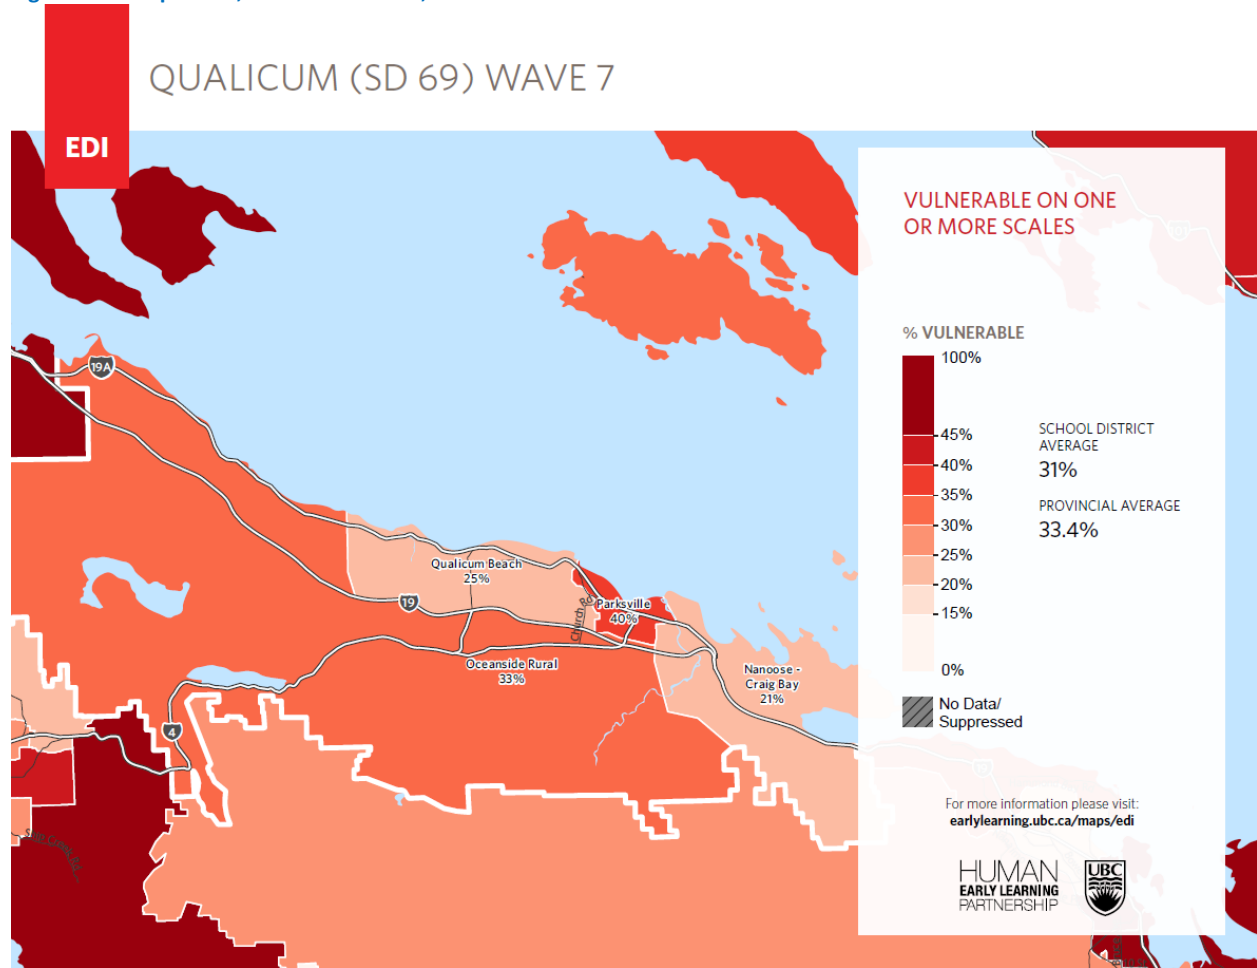 QUALICUM (SD 69) WAVE 7
EDI
VULNERABLE ON ONE
OR MORE SCALES
% VULNERABLE
100%
45%
40%
35%
30%
25%
20%
15%
0%
SCHOOL DISTRICT
AVERAGE
31%
PROVINCIAL AVERAGE
33.4%
No Data/
Suppressed
19A
Qualicum Beach
25%
19
Church Rd
Parksville
40%
Oceanside Rural
33%
Nanoose -
Craig Bay
21%
4
For more information please visit:
earlylearning.ubc.ca/maps/edi
HUMAN
EARLY LEARNING
PARTNERSHIP
UBC